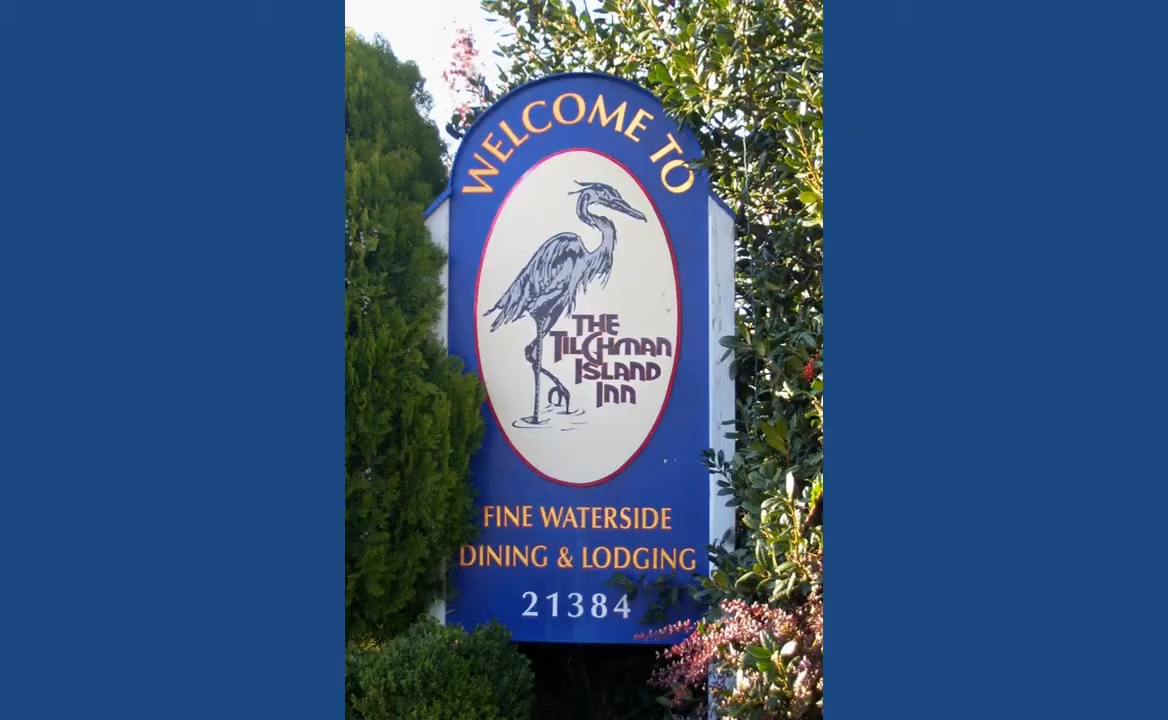 WELCOME TO
THE
TILGHMAN
ISLAND
INN
FINE WATERSIDE
DINING & LODGING
21384